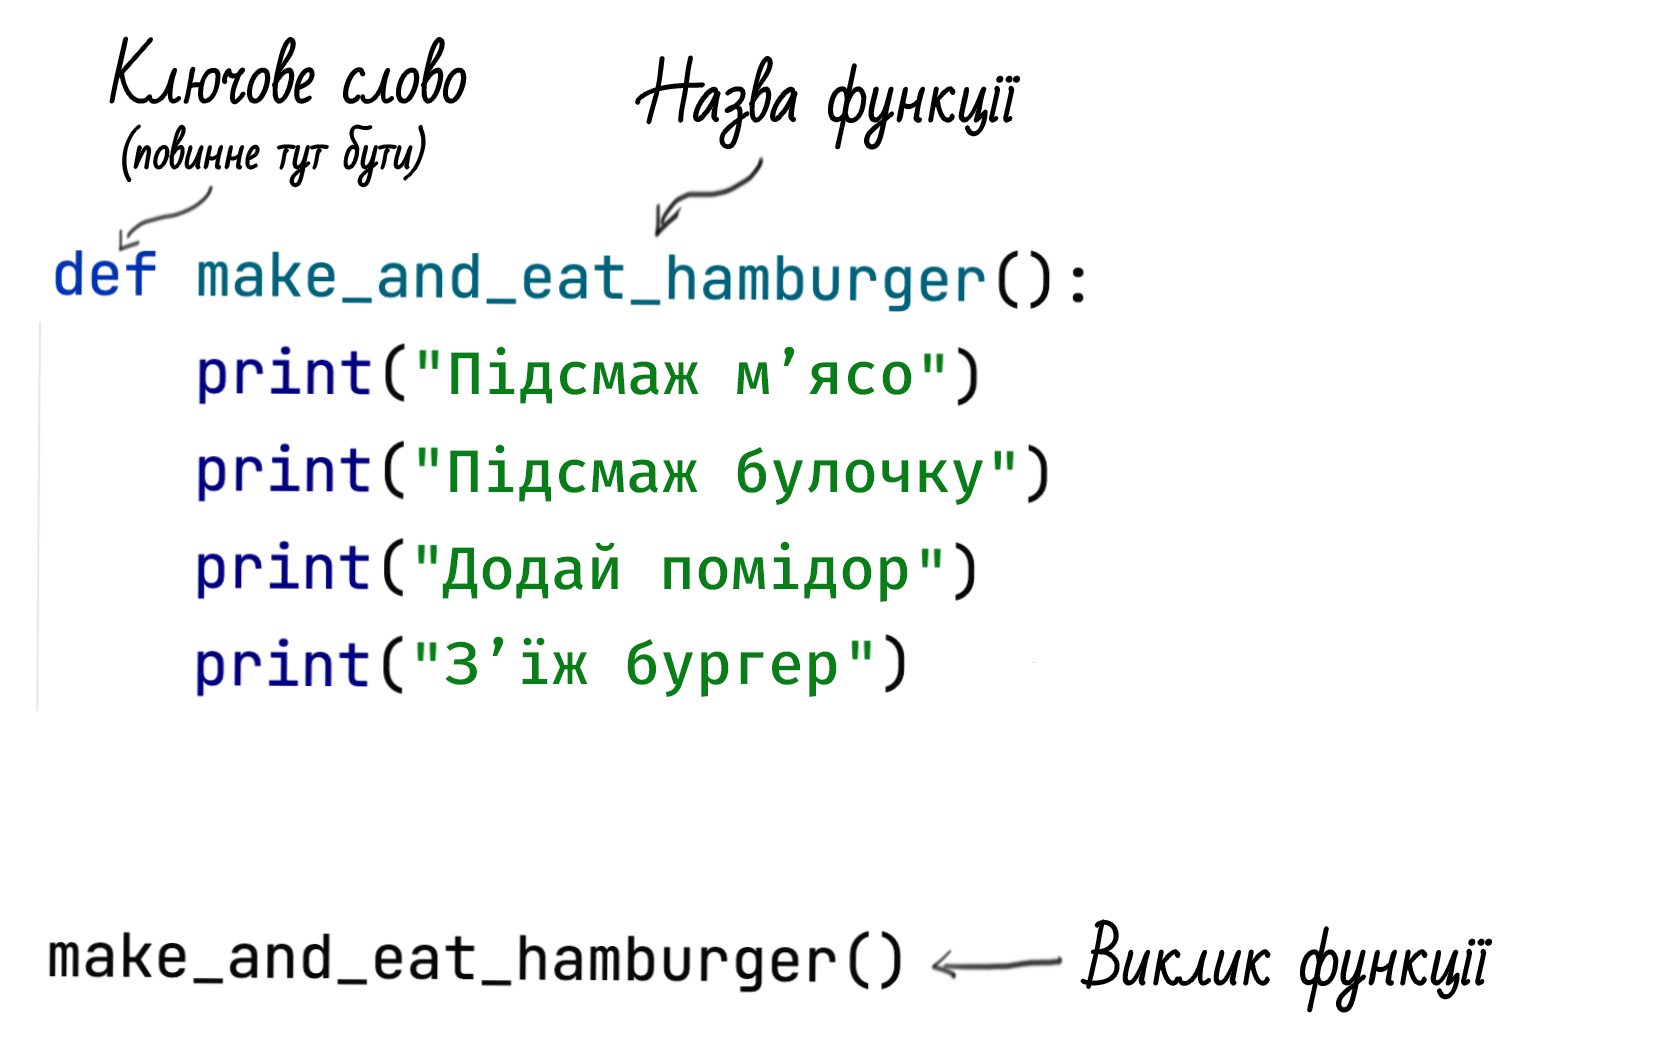 Ключове слово
(повинне тут бути)
Назва функції
def make_and_eat_hamburger():
print("Підсмаж м’ясо")
print("Підсмаж булочку")
print("Додай помідор")
print("З’їж бургер")
make_and_eat_hamburger()
Виклик функції